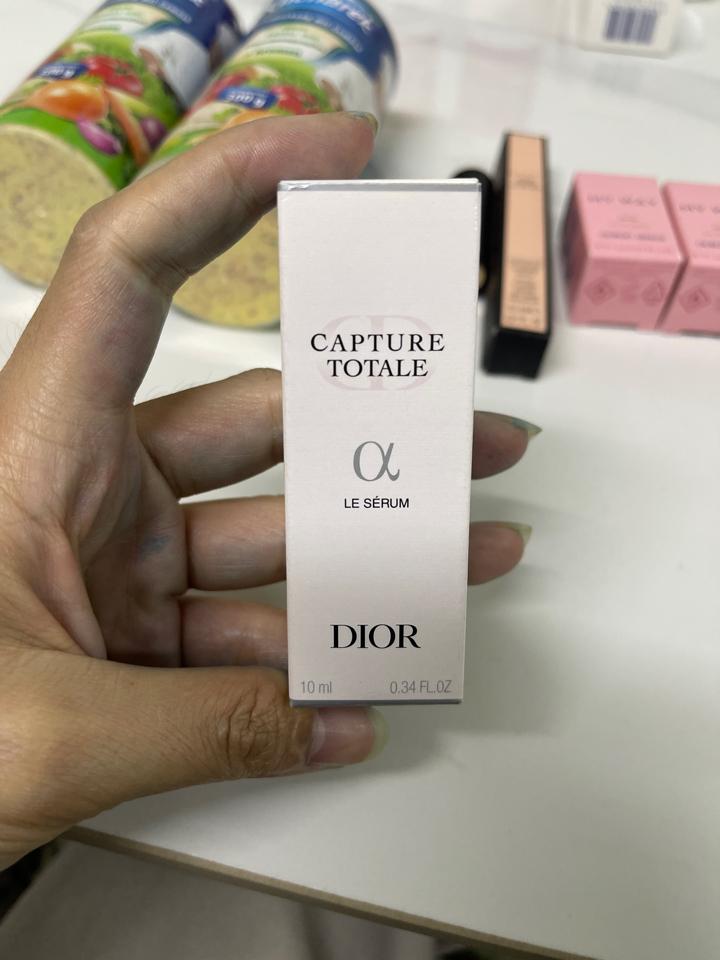 CAPTURE
TOTALE
α
LE SÉRUM
DIOR
10 ml 0.34 FL.OZ